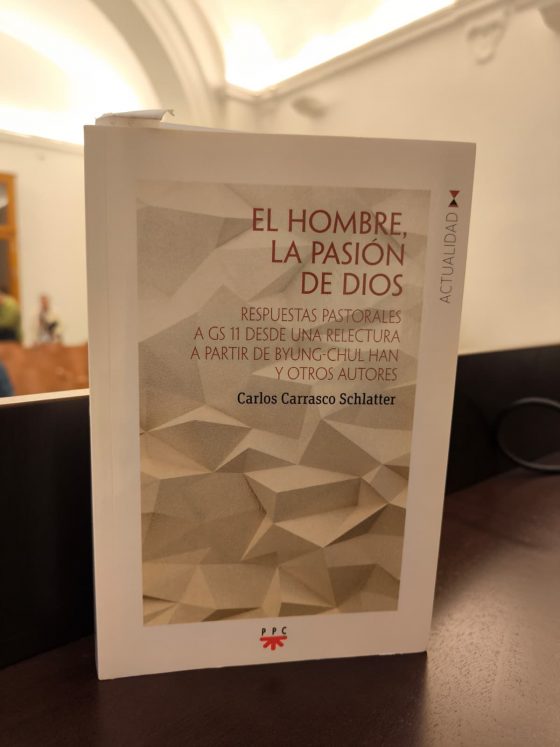 EL HOMBRE,
LA PASIÓN
DE DIOS
RESPUESTAS PASTORALES
A GS 11 DESDE UNA RELECTURA
A PARTIR DE BYUNG-CHUL HAN
Y OTROS AUTORES
Carlos Carrasco Schlatter
ACTUALIDAD
PPC